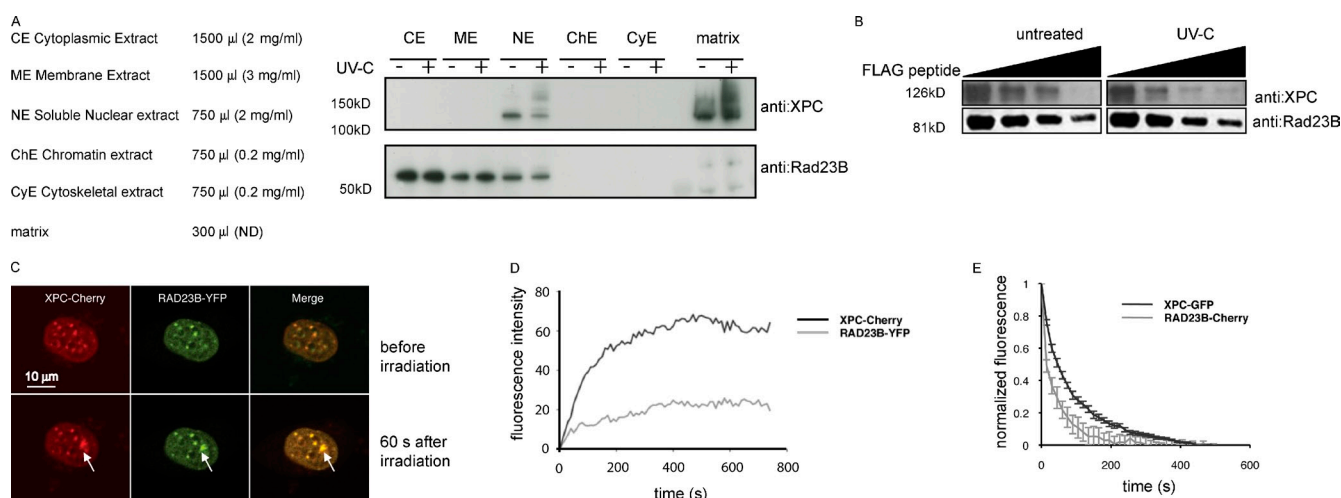 A
CE Cytoplasmic Extract 1500 µl (2 mg/ml)
ME Membrane Extract 1500 µl (3 mg/ml)
NE Soluble Nuclear extract 750 µl (2 mg/ml)
ChE Chromatin extract 750 µl (0.2 mg/ml)
CyE Cytoskeletal extract 750 µl (0.2 mg/ml)
matrix 300 µl (ND)
CE ME NE ChE CyE matrix
UV-C - + - + - + - + - + - +
150kD
100kD
anti:XPC
50kD
anti:Rad23B
B
untreated UV-C
FLAG peptide
126kD anti:XPC
81kD anti:Rad23B
C
XPC-Cherry RAD23B-YFP Merge
10 µm
before
irradiation
60 s after
irradiation
D
fluorescence intensity
80
60
40
20
0
0 200 400 600 800
time (s)
XPC-Cherry
RAD23B-YFP
E
normalized fluorescence
1
0.8
0.6
0.4
0.2
0
0 200 400 600
time (s)
XPC-GFP
RAD23B-Cherry